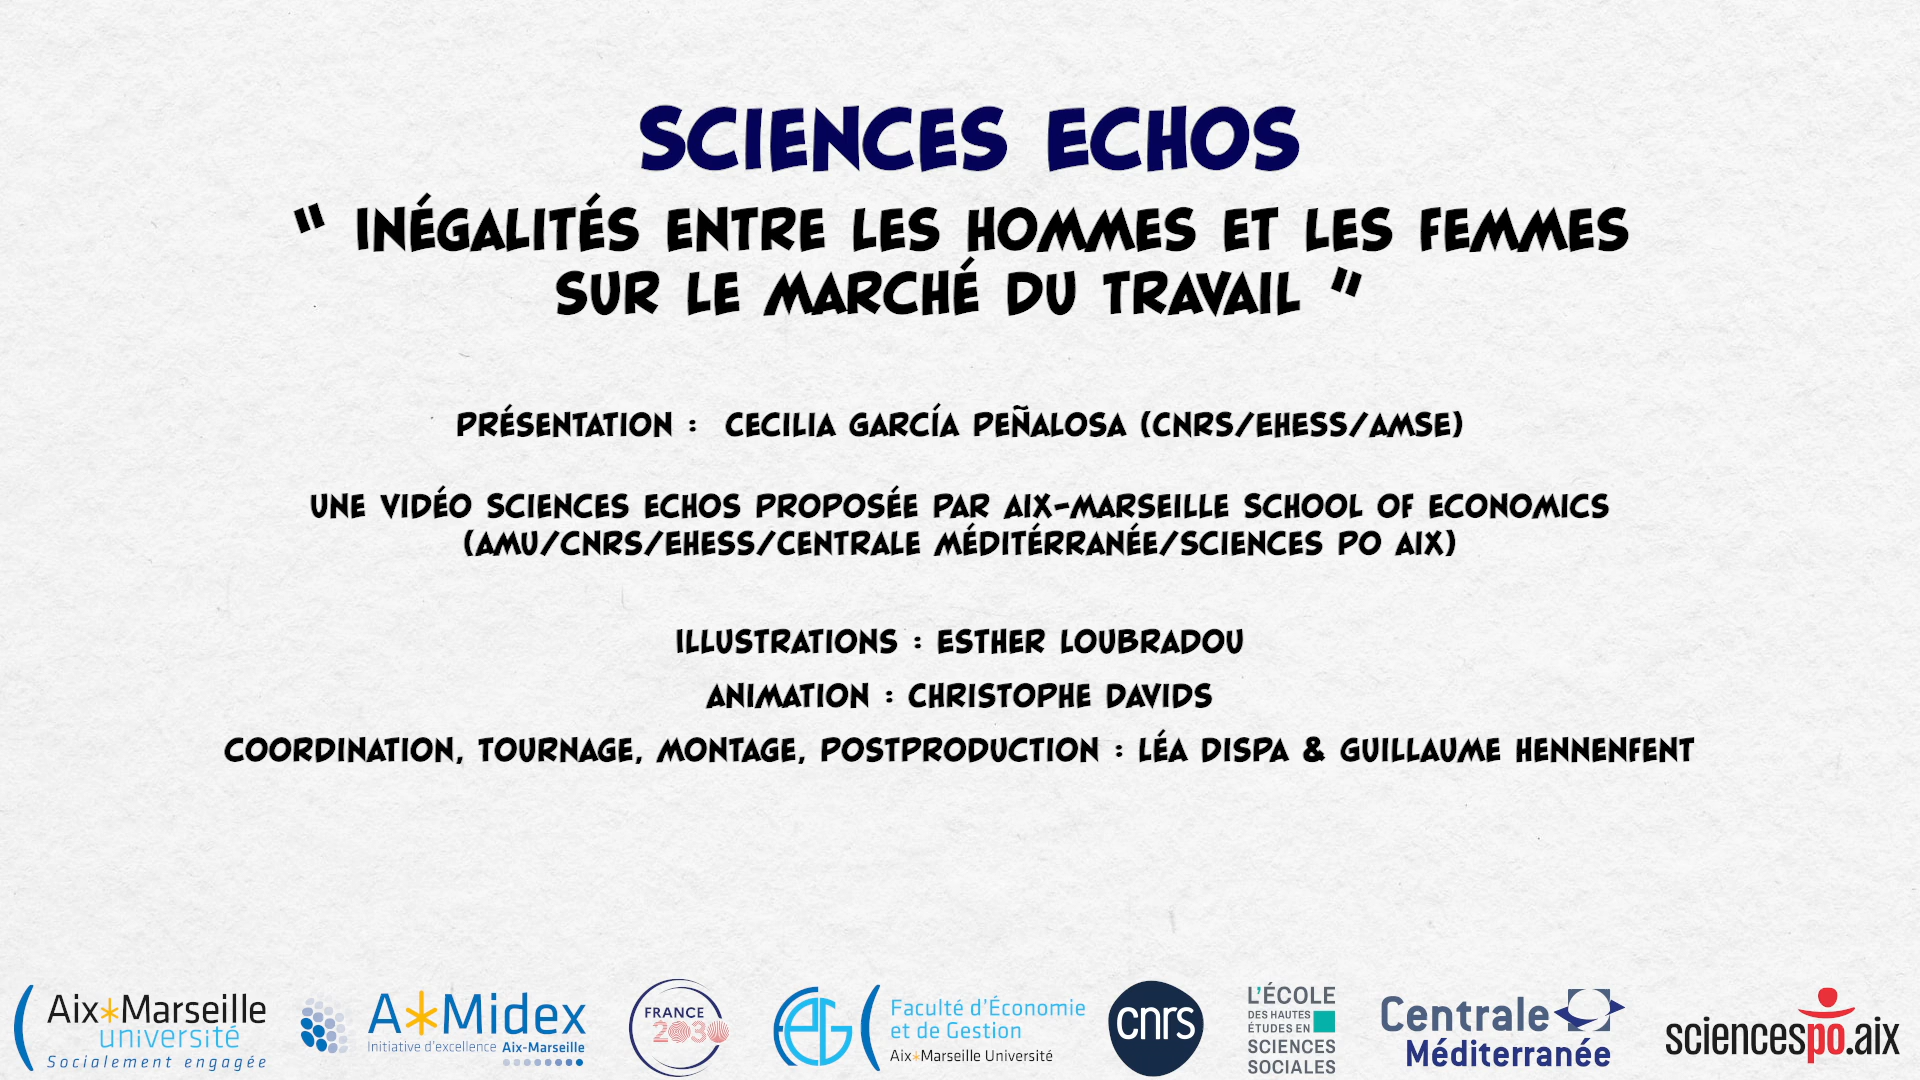 SCIENCES ECHOS
" INÉGALITÉS ENTRE LES HOMMES ET LES FEMMES
SUR LE MARCHÉ DU TRAVAIL "
PRÉSENTATION : CECILIA GARCÍA PEÑALOSA (CNRS/EHESS/AMSE)
UNE VIDÉO SCIENCES ECHOS PROPOSÉE PAR AIX-MARSEILLE SCHOOL OF ECONOMICS
(AMU/CNRS/EHESS/CENTRALE MÉDITÉRRANÉE/SCIENCES PO AIX)
ILLUSTRATIONS : ESTHER LOUBRADOU
ANIMATION : CHRISTOPHE DAVIDS
COORDINATION, TOURNAGE, MONTAGE, POSTPRODUCTION : LÉA DISPA & GUILLAUME HENNENFENT
Aix*Marseille
université
Socialement engagée
A*Midex
Initiative d'excellence Aix-Marseille
FRANCE
2030
FEG
Faculté d'Économie
et de Gestion
Aix*Marseille Université
cnrs
L'ÉCOLE
DES HAUTES
ÉTUDES EN
SCIENCES
SOCIALES
Centrale
Méditerranée
sciencespo.aix